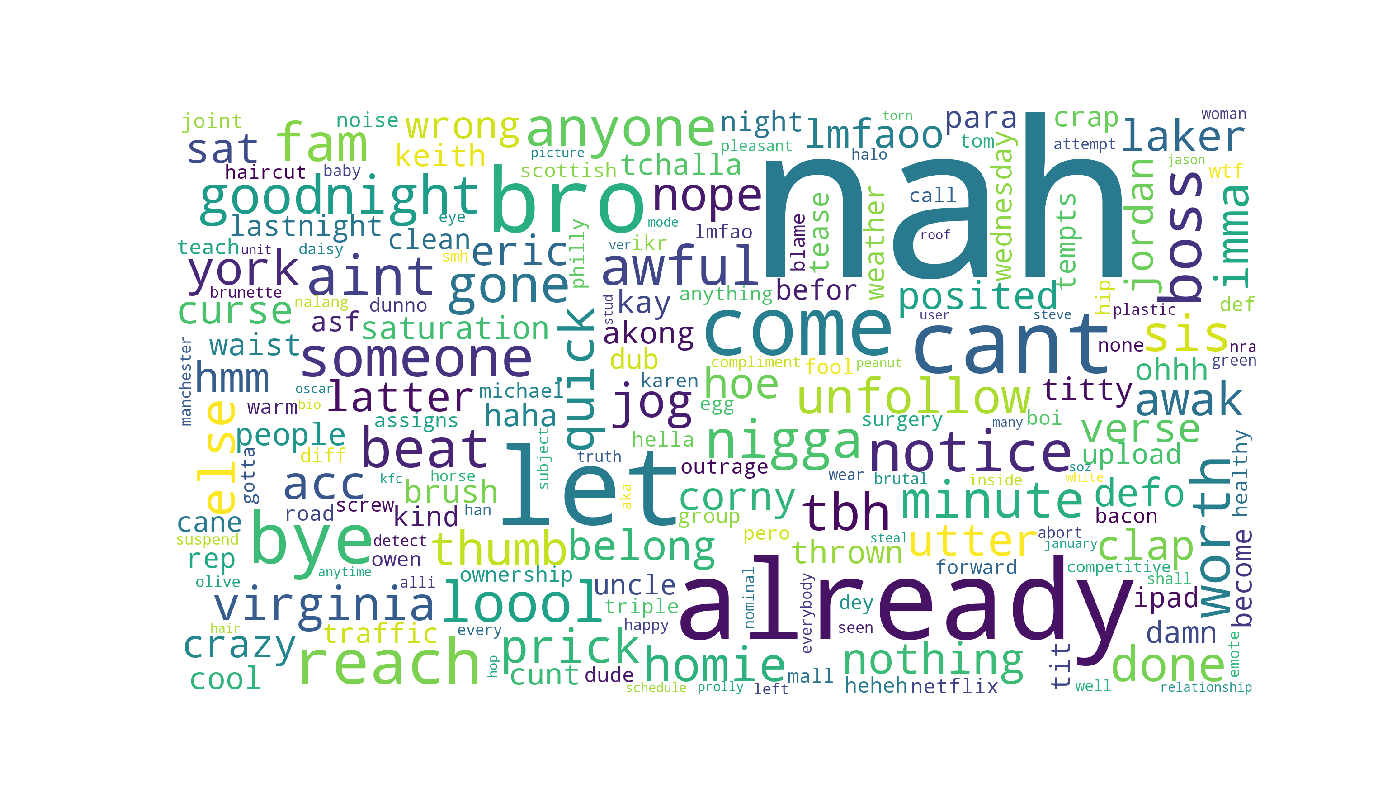 joint
noise
wrong
anyone
night
lmfaoo
para
crap
laker
woman
torn
sat
fam
keith
picture
scottish
tchalla
pleasant
halo
tom
attempt
jason
wtf
haircut
baby
goodnight
bro
nope
nah
call
wednesday
tempts
jordan
boss
imma
lastnight
eye
mode
tease
weather
roof
teach
unit
daisy
clean
smh
eric
philly
ver
ikr
lmfao
blame
york
aint
gone
awful
anything
befor
posited
hip
plastic
def
brunette
nalang
dunno
stud
kay
curse
asf
saturation
quick
akong
come
user
cant
steve
none
sis
nra
green
manchester
waist
someone
dub
compliment
fool
peanut
ohhh
hmm
oscar
latter
michael
karen
hoe
unfollow
titty
awak
warm
bio
else
assigns
haha
jog
egg
surgery
many
boi
verse
people
diff
beat
subject
hella
nigga
notice
upload
healthy
gotta
truth
outrage
wear
brutal
inside
soz
white
acc
kfc
horse
brush
let
aka
corny
minute
defo
worth
cane
road
screw
kind
han
group
tbh
bacon
suspend
bye
detect
thumb
belong
pero
steal
utter
abort
january
clap
rep
owen
thrown
forward
competitive
shall
olive
anytime
alli
ownership
uncle
nominal
everybody
already
ipad
become
virginia
loool
triple
dey
damn
hair
traffic
every
happy
seen
crazy
reach
hop
prick
homie
nothing
tit
done
emote
cool
cunt
dude
schedule
prolly
left
mall
heheh
netflix
well
relationship